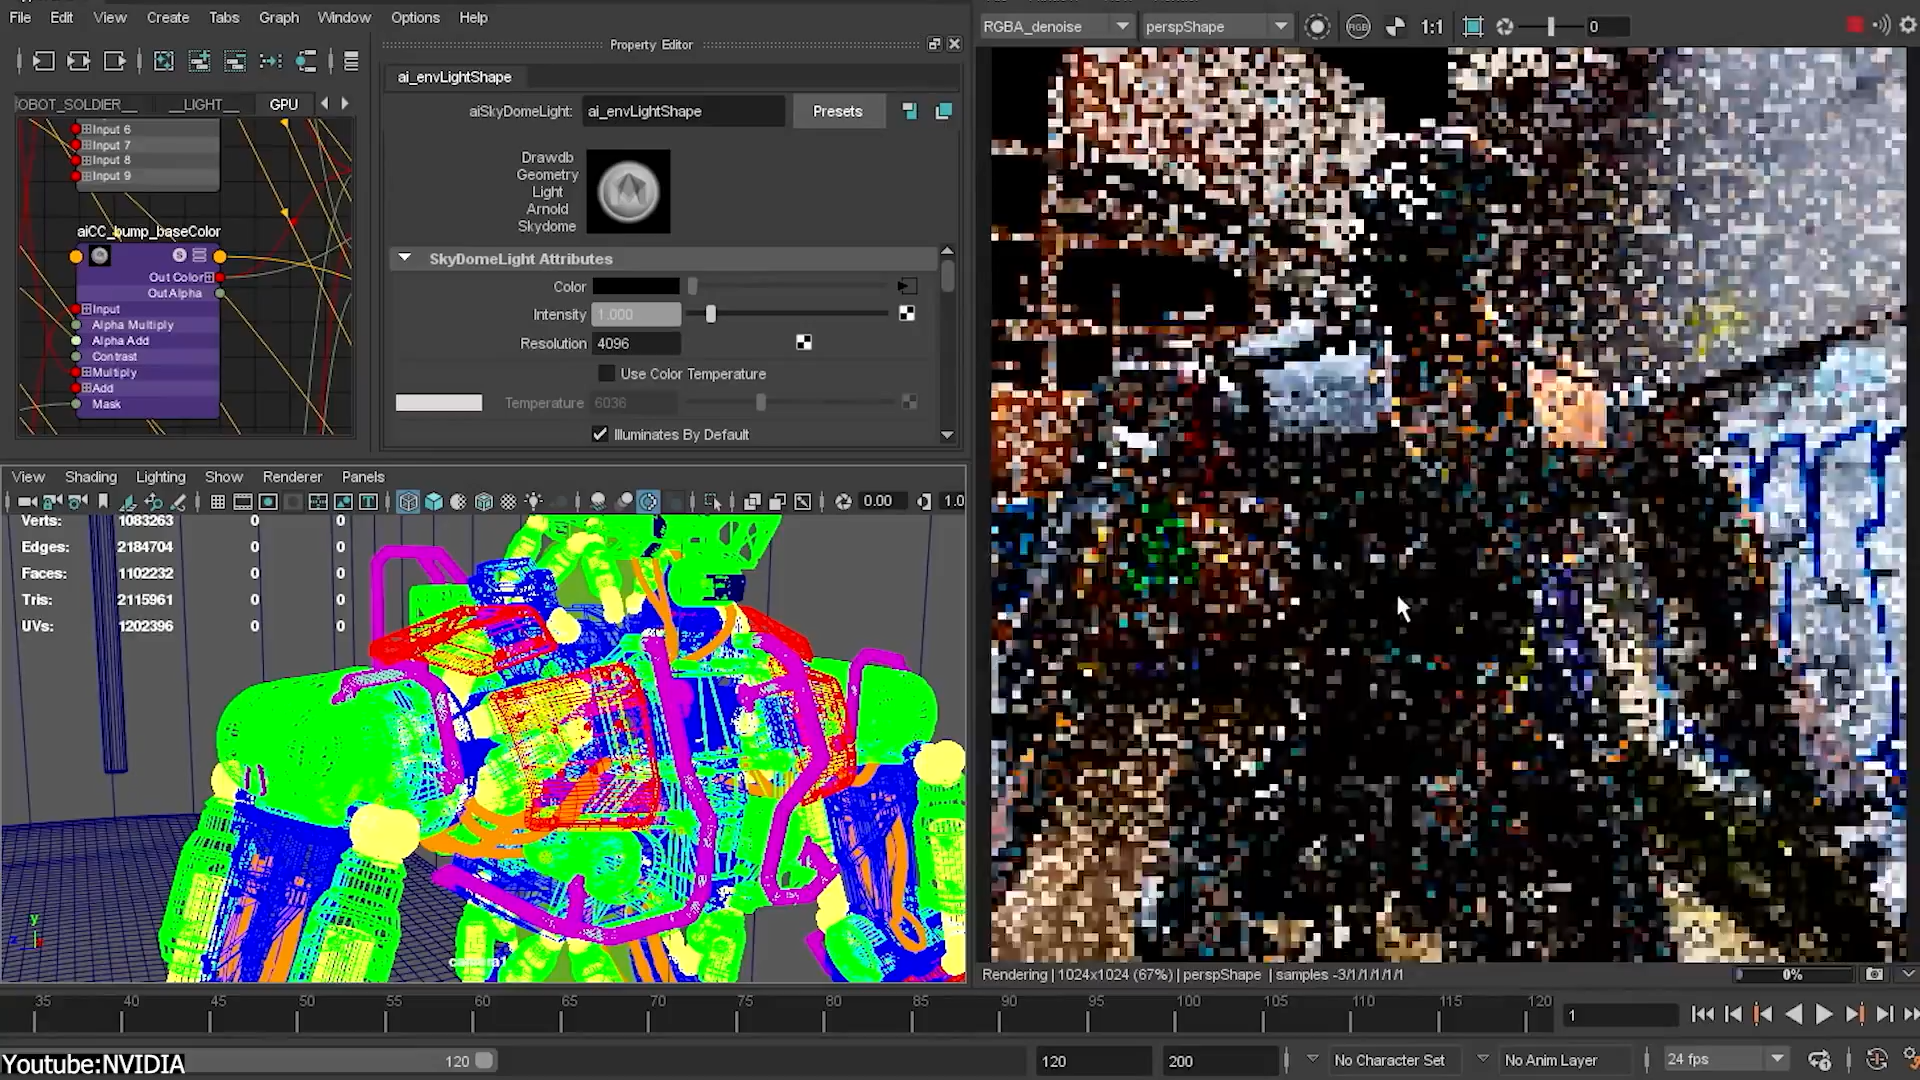 File Edit View Create Tabs Graph Window Options Help
OBOT_SOLDIER__ __LIGHT__ GPU
Input 6
Input 7
Input 8
Input 9
aiCC_bump_baseColor
Out Color
Out Alpha
Input
Alpha Multiply
Alpha Add
Contrast
Multiply
Add
Mask
Property Editor
ai_envLightShape
aiSkyDomeLight: ai_envLightShape Presets
Drawdb
Geometry
Light
Arnold
Skydome
SkyDomeLight Attributes
Color
Intensity 1.000
Resolution 4096
Use Color Temperature
Temperature 6036
Illuminates By Default
RGBA_denoise perspShape RGB 1:1 0
View Shading Lighting Show Renderer Panels
0.00 1.0
Verts: 1083263 0 0
Edges: 2184704 0 0
Faces: 1102232 0 0
Tris: 2115961 0 0
UVs: 1202396 0 0
y
camera1
Rendering | 1024x1024 (67%) | perspShape | samples -3/1/1/1/1/1 0%
35 40 45 50 55 60 65 70 75 80 85 90 95 100 105 110 115 120 1
120 120 200 No Character Set No Anim Layer 24 fps
Youtube:NVIDIA